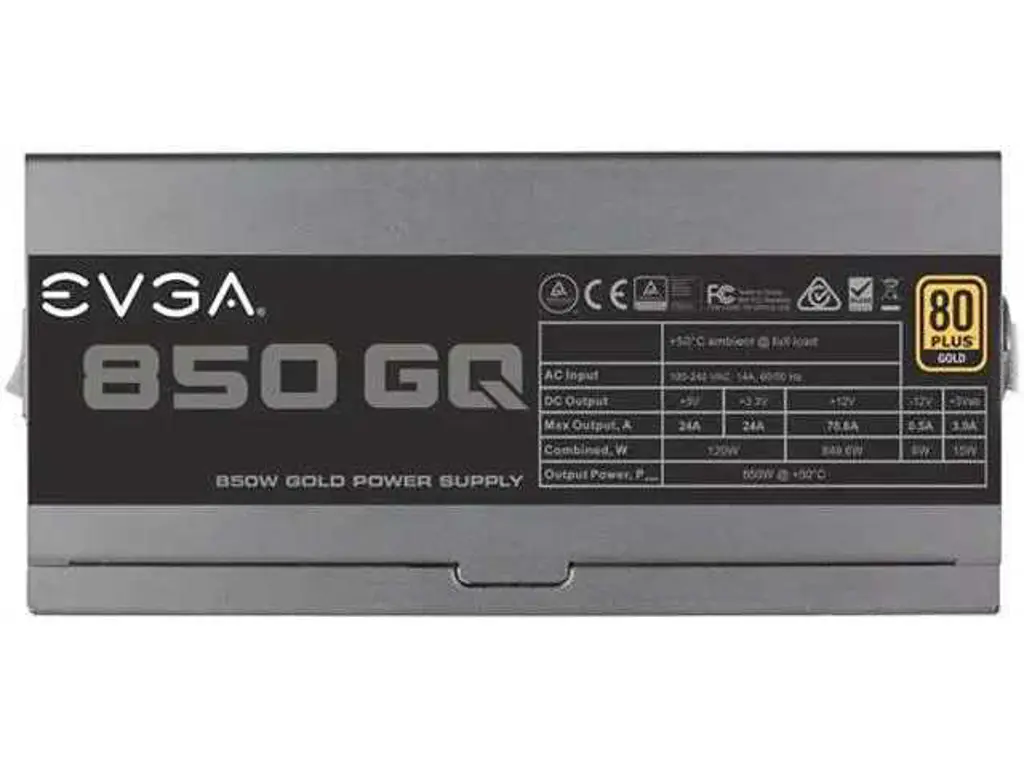 EVGA®
850 GQ
850W GOLD POWER SUPPLY
CE
FC
80
PLUS®
GOLD
+50°C ambient @ full load
AC Input 100-240 VAC, 14A, 60/50 Hz
DC Output +5V +3.3V +12V -12V +5Vsb
Max Output, A 24A 24A 70.8A 0.5A 3.0A
Combined, W 120W 849.6W 6W 15W
Output Power, P 850W @ +50°C